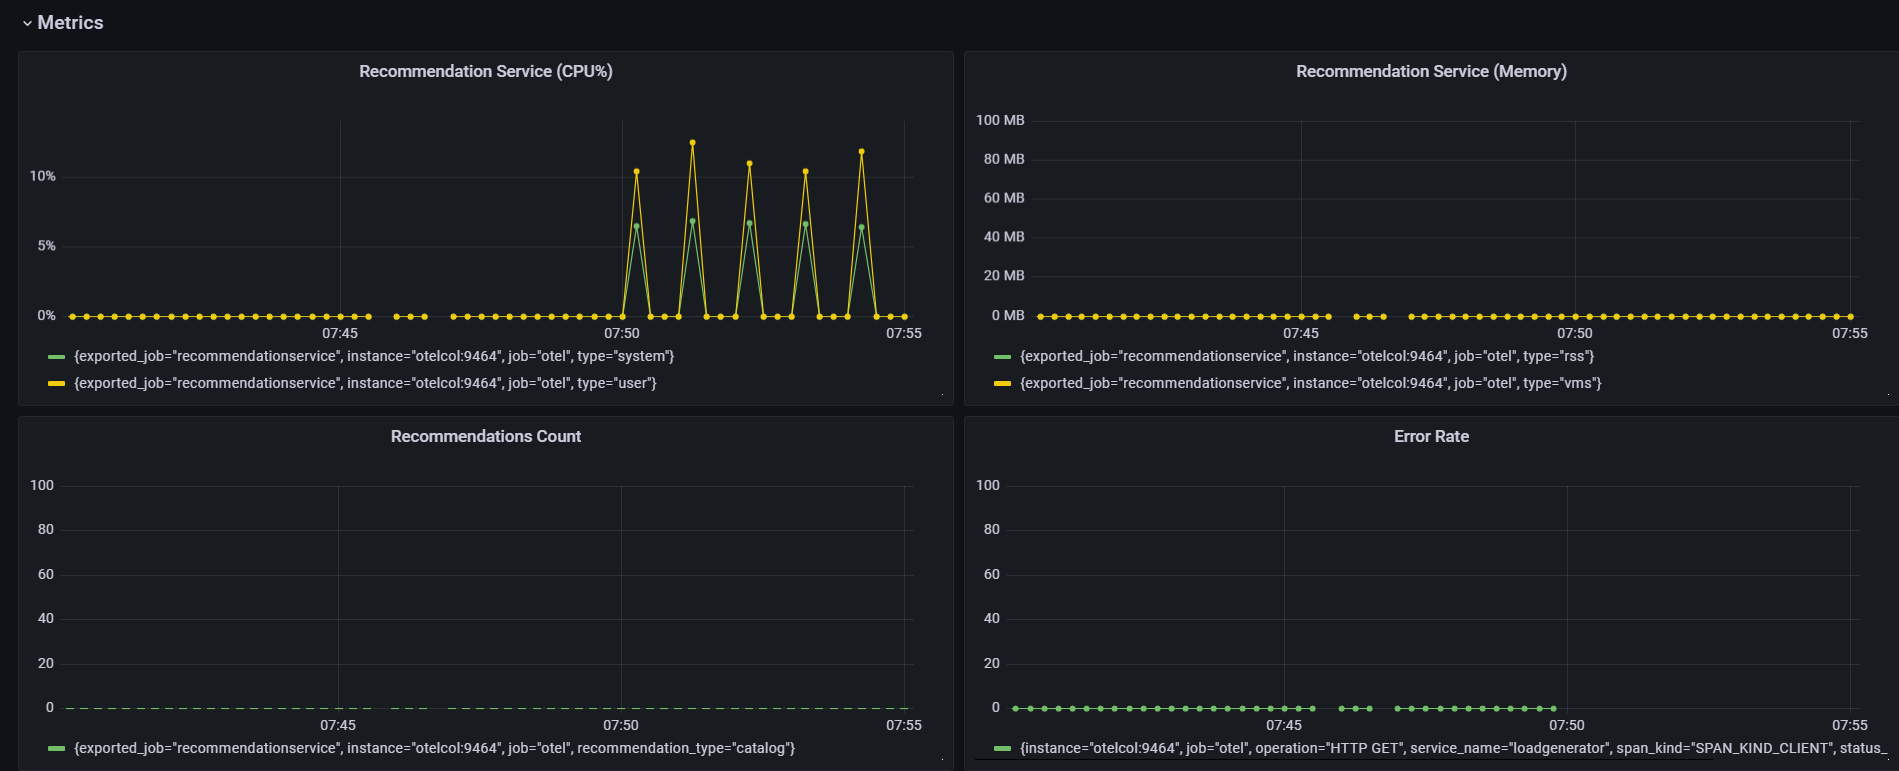 Metrics
Recommendation Service (CPU%)
10%
5%
0%
07:45 07:50 07:55
{exported_job="recommendationservice", instance="otelcol:9464", job="otel", type="system"}
{exported_job="recommendationservice", instance="otelcol:9464", job="otel", type="user"}
Recommendation Service (Memory)
100 MB
80 MB
60 MB
40 MB
20 MB
0 MB
07:45 07:50 07:55
{exported_job="recommendationservice", instance="otelcol:9464", job="otel", type="rss"}
{exported_job="recommendationservice", instance="otelcol:9464", job="otel", type="vms"}
Recommendations Count
100
80
60
40
20
0
07:45 07:50 07:55
{exported_job="recommendationservice", instance="otelcol:9464", job="otel", recommendation_type="catalog"}
Error Rate
100
80
60
40
20
0
07:45 07:50 07:55
{instance="otelcol:9464", job="otel", operation="HTTP GET", service_name="loadgenerator", span_kind="SPAN_KIND_CLIENT", status_